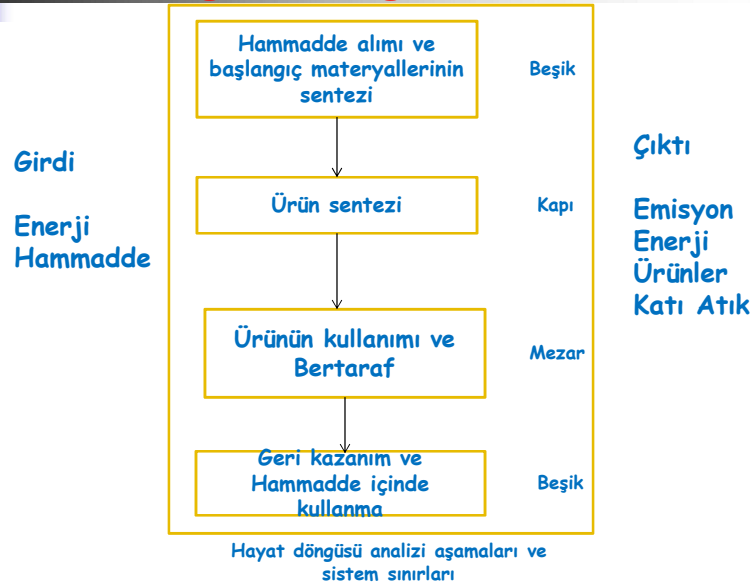 Hammadde alımı ve
başlangıç materyallerinin
sentezi
Beşik
Girdi
Enerji
Hammadde
Çıktı
Emisyon
Enerji
Ürünler
Katı Atık
Ürün sentezi
Kapı
Ürünün kullanımı ve
Bertaraf
Mezar
Geri kazanım ve
Hammadde içinde
kullanma
Beşik
Hayat döngüsü analizi aşamaları ve
sistem sınırları